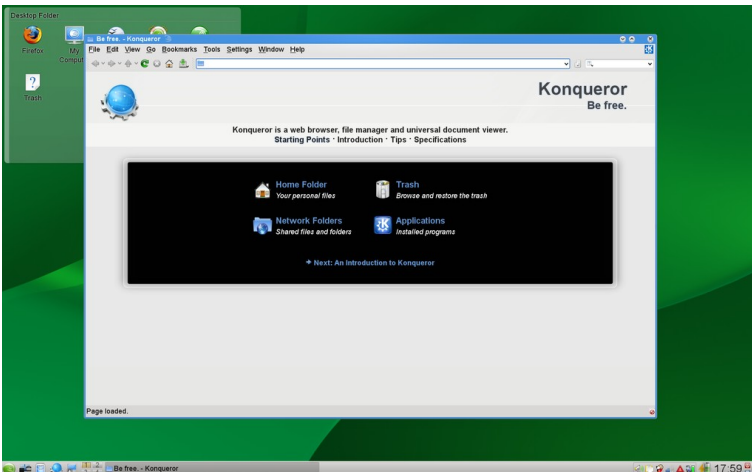 Desktop Folder
Firefox
My
Comput
Trash
Be free. - Konqueror
File Edit View Go Bookmarks Tools Settings Window Help
Konqueror
Be free.
Konqueror is a web browser, file manager and universal document viewer.
Starting Points · Introduction · Tips · Specifications
Home Folder
Your personal files
Trash
Browse and restore the trash
Network Folders
Shared files and folders
Applications
Installed programs
Next: An Introduction to Konqueror
Page loaded.
Be free. - Konqueror
17:59